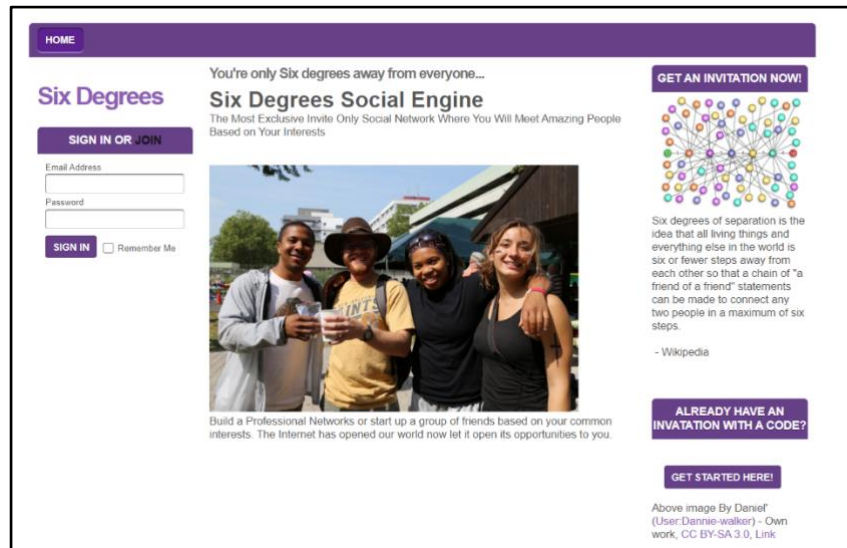 HOME
Six Degrees
SIGN IN OR JOIN
Email Address
Password
SIGN IN
Remember Me
You're only Six degrees away from everyone...
Six Degrees Social Engine
The Most Exclusive Invite Only Social Network Where You Will Meet Amazing People
Based on Your Interests
Build a Professional Networks or start up a group of friends based on your common
interests. The Internet has opened our world now let it open its opportunities to you.
GET AN INVITATION NOW!
Six degrees of separation is the
idea that all living things and
everything else in the world is
six or fewer steps away from
each other so that a chain of "a
friend of a friend" statements
can be made to connect any
two people in a maximum of six
steps.
- Wikipedia
ALREADY HAVE AN
INVATATION WITH A CODE?
GET STARTED HERE!
Above image By Daniel'
(User:Dannie-walker) - Own
work, CC BY-SA 3.0, Link